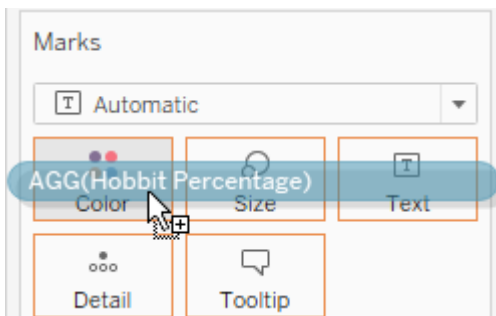 Marks
T Automatic
AGG(Hobbit Percentage)
Color Size T Text
Detail Tooltip